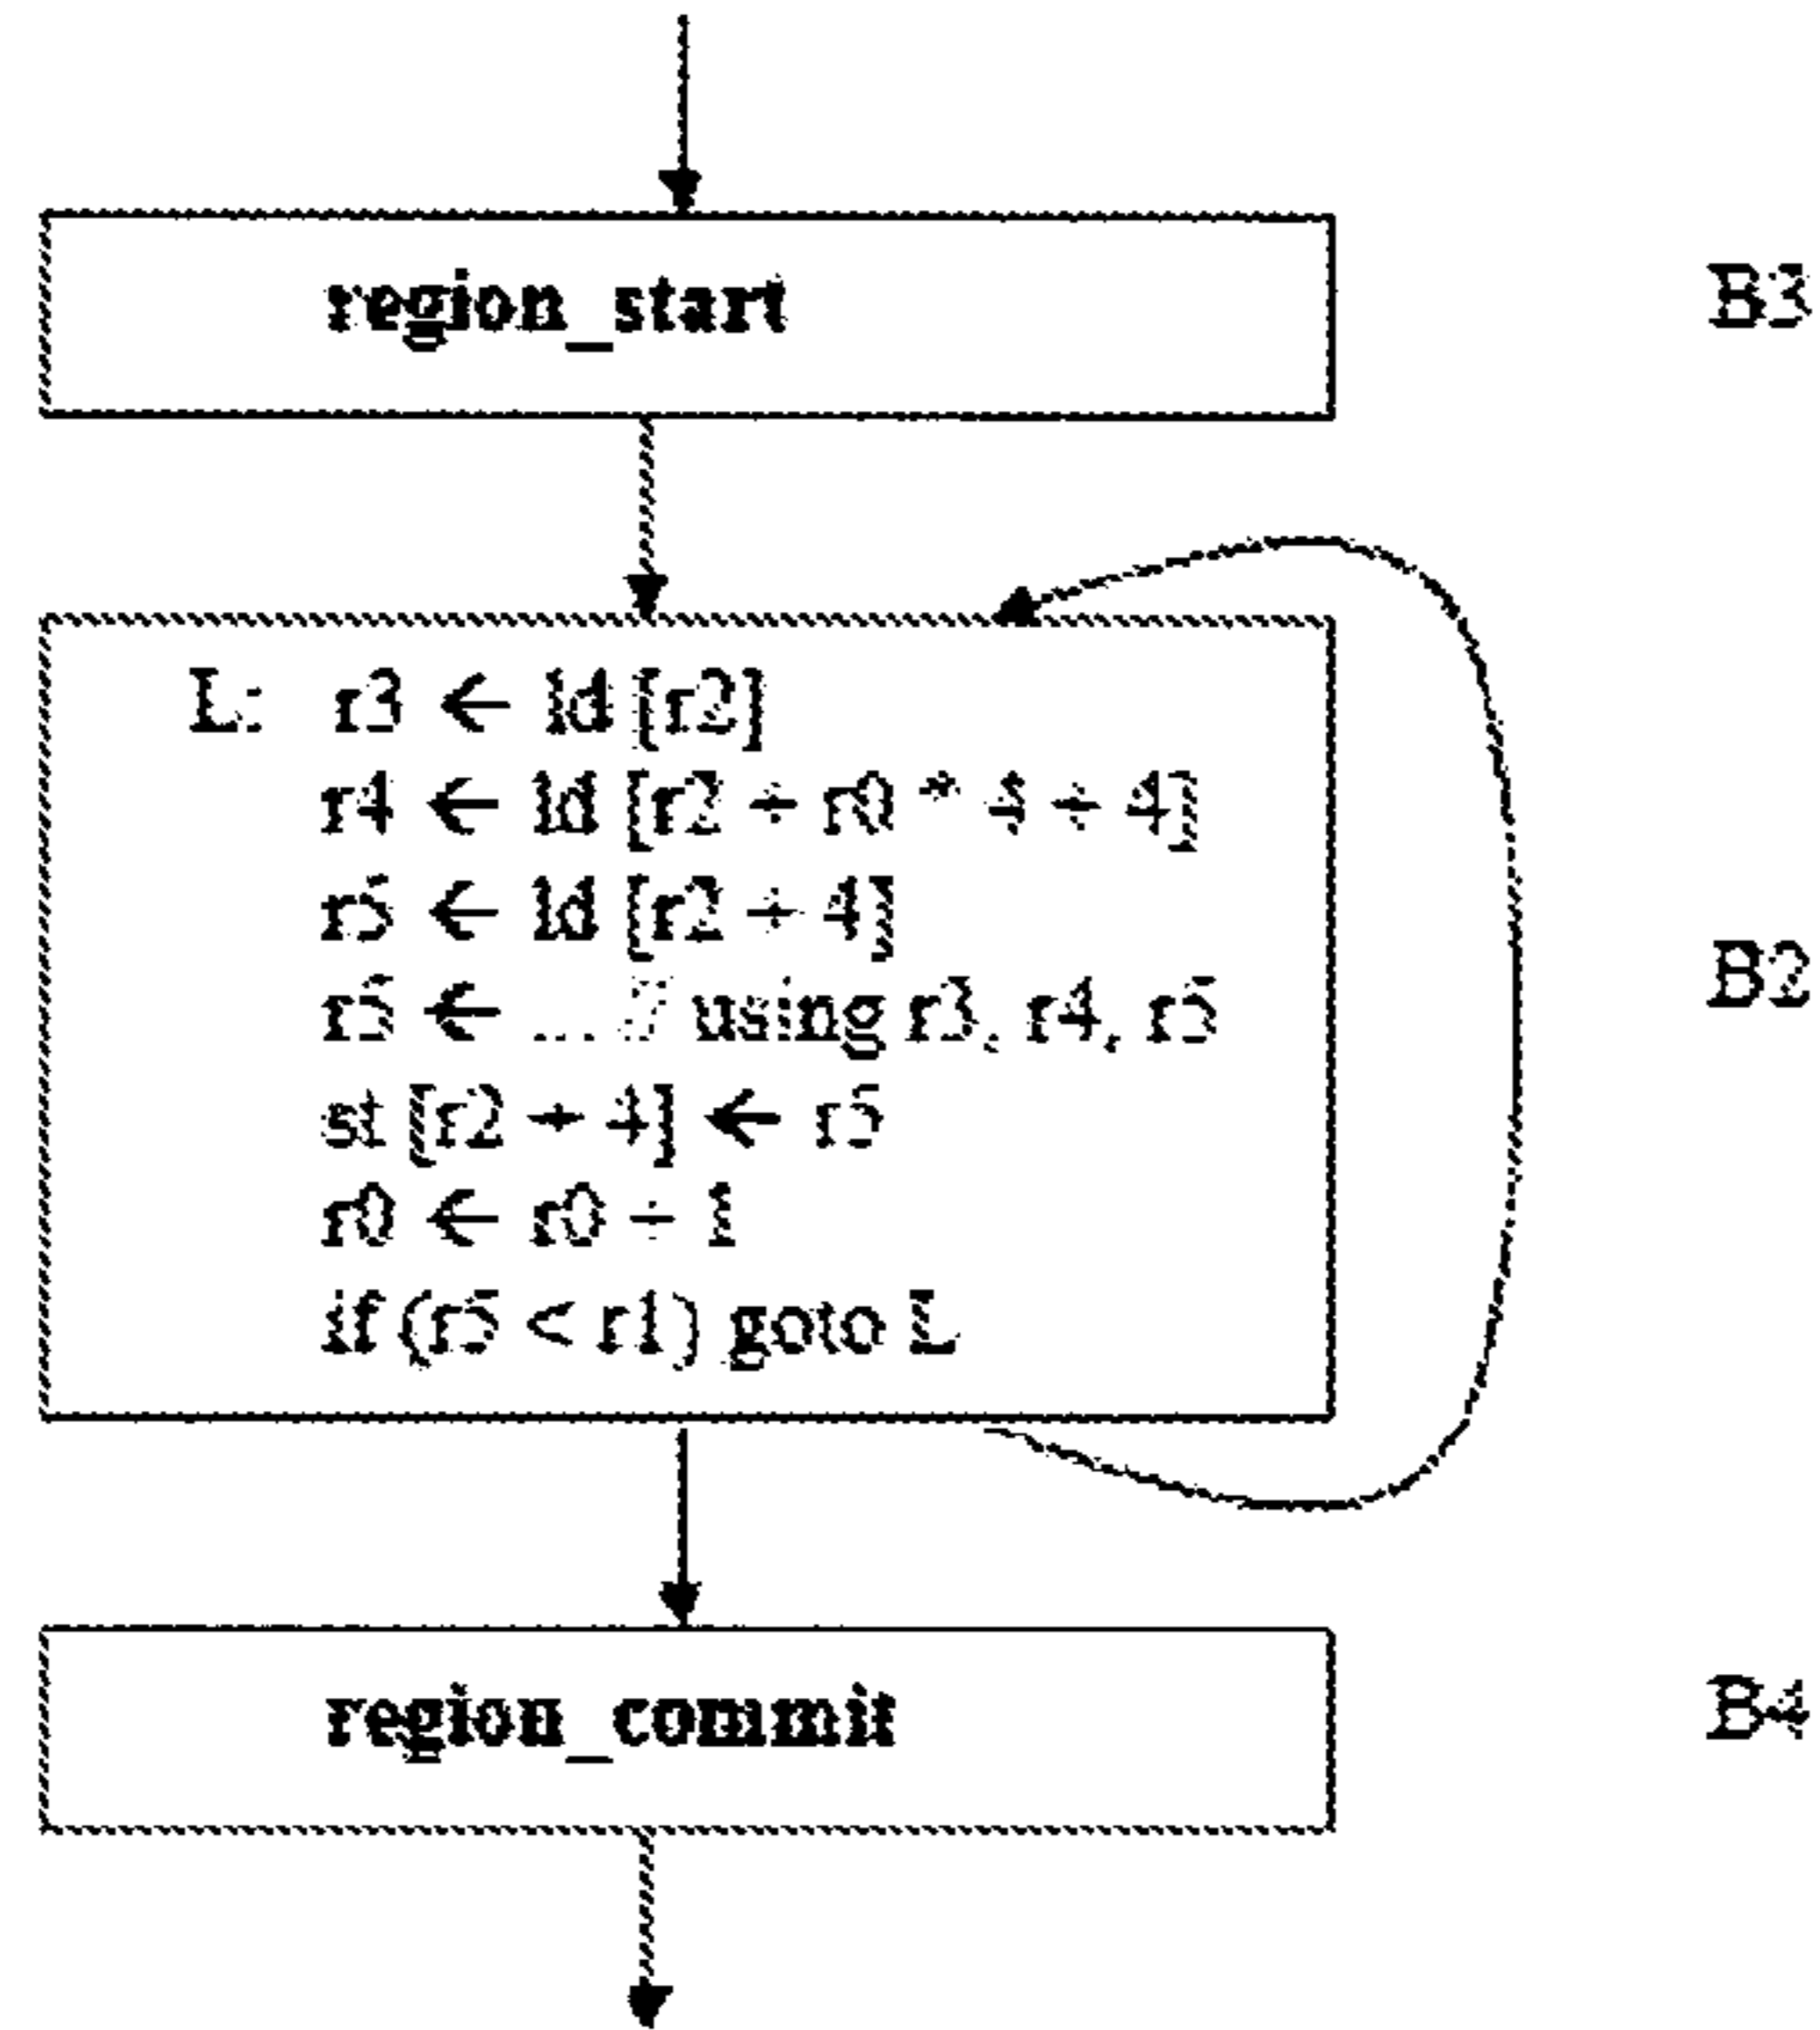 region_start
B3
L: r3 ← ld [r2]
r4 ← ld [r2 + r0 * 4 + 4]
r5 ← ld [r2 + 4]
r5 ← ... // using r3, r4, r5
st [r2 + 4] ← r5
r0 ← r0 + 1
if (r5 < r1) goto L
B2
region_commit
B4